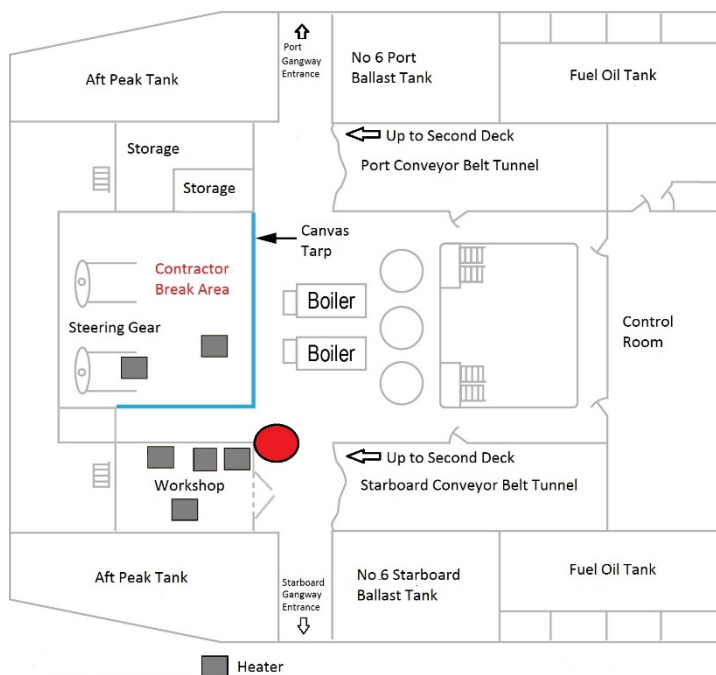 Port
Gangway
Entrance
No 6 Port
Ballast Tank
Aft Peak Tank
Fuel Oil Tank
Up to Second Deck
Storage
Port Conveyor Belt Tunnel
Storage
Canvas
Tarp
Contractor
Break Area
Boiler
Steering Gear
Control
Room
Boiler
Up to Second Deck
Workshop
Starboard Conveyor Belt Tunnel
Aft Peak Tank
Starboard
Gangway
Entrance
No.6 Starboard
Ballast Tank
Fuel Oil Tank
Heater